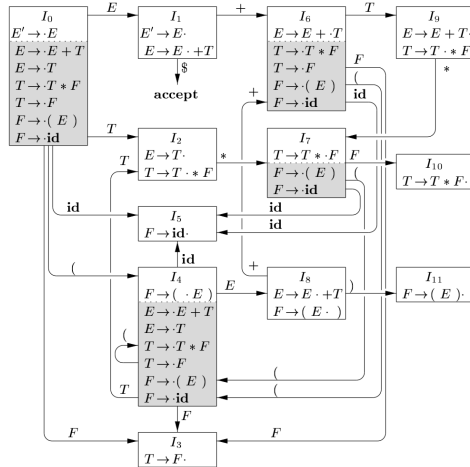 I₀
E′ → ·E
E → ·E + T
E → ·T
T → ·T * F
T → ·F
F → ·( E )
F → ·id
E
I₁
E′ → E·
E → E· +T
$
accept
+
I₆
E → E + ·T
T → ·T * F
T → ·F
F → ·( E )
F → ·id
T
I₉
E → E + T·
T → T· * F
*
F
(
id
+
T
I₂
E → T·
T → T· * F
T
*
I₇
T → T * ·F
F → ·( E )
F → ·id
F
(
id
I₁₀
T → T * F·
id
I₅
F → id·
id
(
I₄
F → ( · E )
E → ·E + T
E → ·T
T → ·T * F
T → ·F
F → ·( E )
F → ·id
(
T
E
+
I₈
E → E· +T
F → ( E· )
)
I₁₁
F → ( E )·
(
(
F
F
I₃
T → F·
F